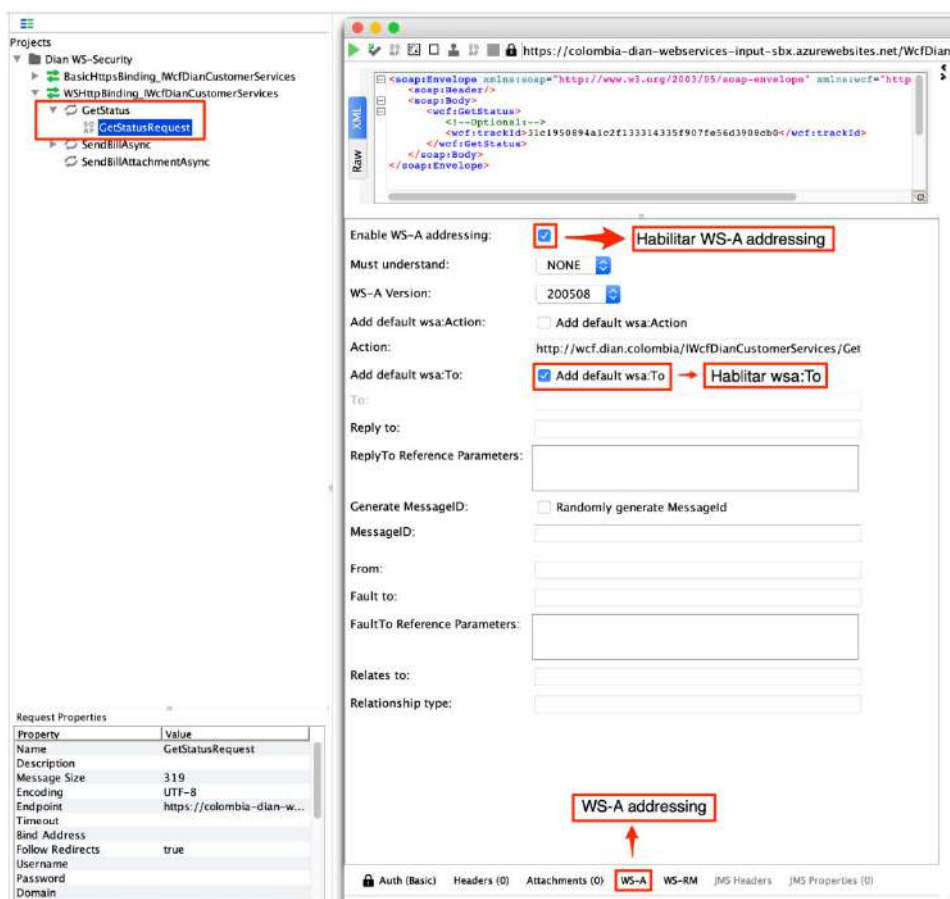 Projects
Dian WS-Security
BasicHttpsBinding_IWcfDianCustomerServices
WSHttpBinding_IWcfDianCustomerServices
GetStatus
GetStatusRequest
SendBillAsync
SendBillAttachmentAsync
Request Properties
Property Value
Name GetStatusRequest
Description
Message Size 319
Encoding UTF-8
Endpoint https://colombia-dian-w...
Timeout
Bind Address
Follow Redirects true
Username
Password
Domain
https://colombia-dian-webservices-input-sbx.azurewebsites.net/WcfDian
XML
Raw
<soap:Envelope xmlns:soap="http://www.w3.org/2003/05/soap-envelope" xmlns:wcf="http
<soap:Header/>
<soap:Body>
<wcf:GetStatus>
<!--Optional:-->
<wcf:trackId>31c1950894a1c2f133314335f907fe56d3908cb0</wcf:trackId>
</wcf:GetStatus>
</soap:Body>
</soap:Envelope>
Enable WS-A addressing: Habilitar WS-A addressing
Must understand: NONE
WS-A Version: 200508
Add default wsa:Action: Add default wsa:Action
Action: http://wcf.dian.colombia/IWcfDianCustomerServices/Get
Add default wsa:To: Add default wsa:To Hablitar wsa:To
To:
Reply to:
ReplyTo Reference Parameters:
Generate MessageID: Randomly generate MessageId
MessageID:
From:
Fault to:
FaultTo Reference Parameters:
Relates to:
Relationship type:
WS-A addressing
Auth (Basic) Headers (0) Attachments (0) WS-A WS-RM JMS Headers JMS Properties (0)